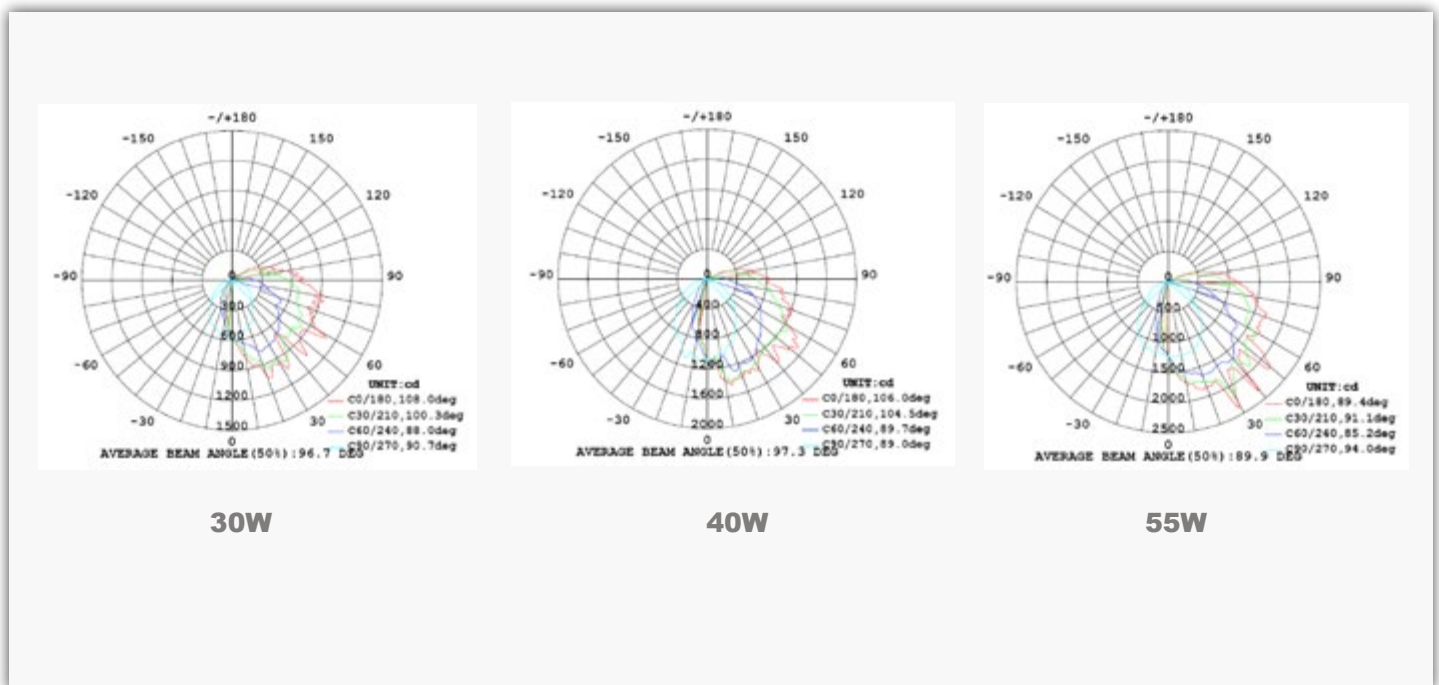 -/+180
-150
150
-120
120
-90
90
0
300
600
-60
60
900
UNIT:cd
1200
C0/180,108.0deg
-30
30
C30/210,100.3deg
1500
C60/240,88.0deg
0
C90/270,90.7deg
AVERAGE BEAM ANGLE(50%):96.7 DEG
30W
-/+180
-150
150
-120
120
-90
90
0
400
800
-60
60
1200
UNIT:cd
1600
C0/180,106.0deg
-30
30
C30/210,104.5deg
2000
C60/240,89.7deg
0
C90/270,89.0deg
AVERAGE BEAM ANGLE(50%):97.3 DEG
40W
-/+180
-150
150
-120
120
-90
90
0
500
1000
-60
60
1500
UNIT:cd
2000
C0/180,89.4deg
-30
30
C30/210,91.1deg
2500
C60/240,85.2deg
0
C90/270,94.0deg
AVERAGE BEAM ANGLE(50%):89.9 DEG
55W